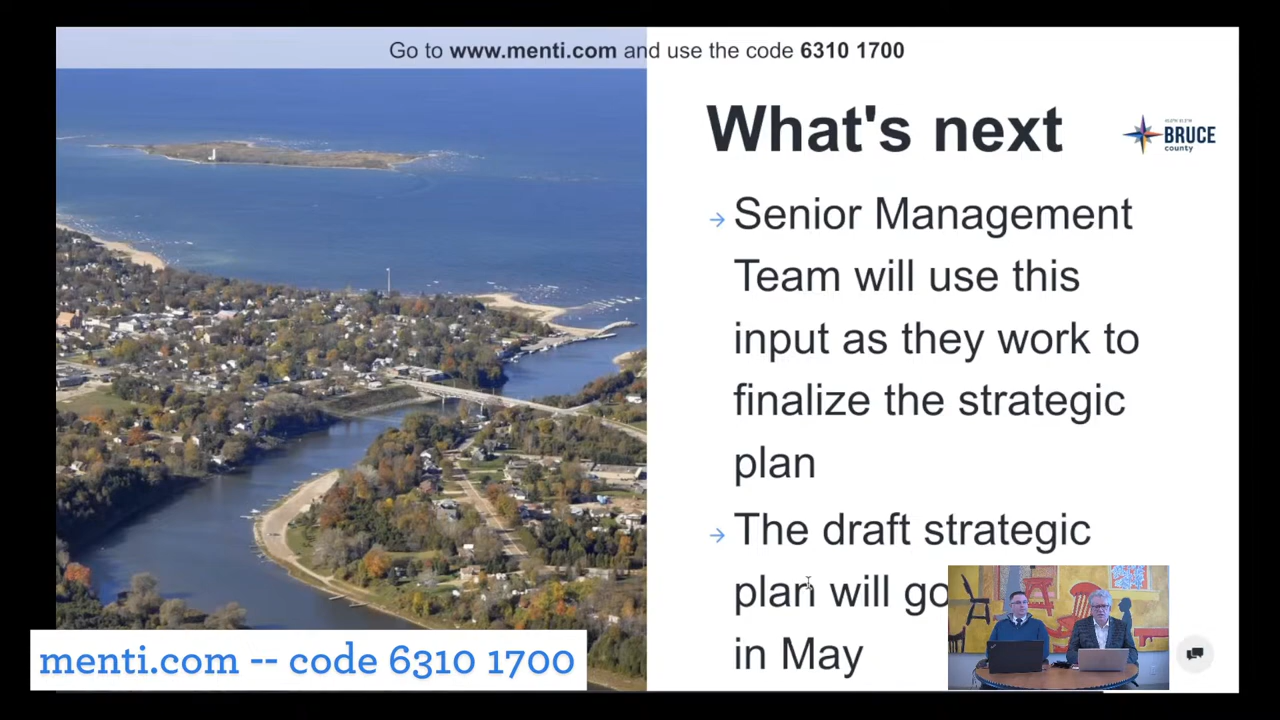 Go to www.menti.com and use the code 6310 1700
What's next
BRUCE
county
Senior Management
Team will use this
input as they work to
finalize the strategic
plan
The draft strategic
plan will go
in May
menti.com -- code 6310 1700